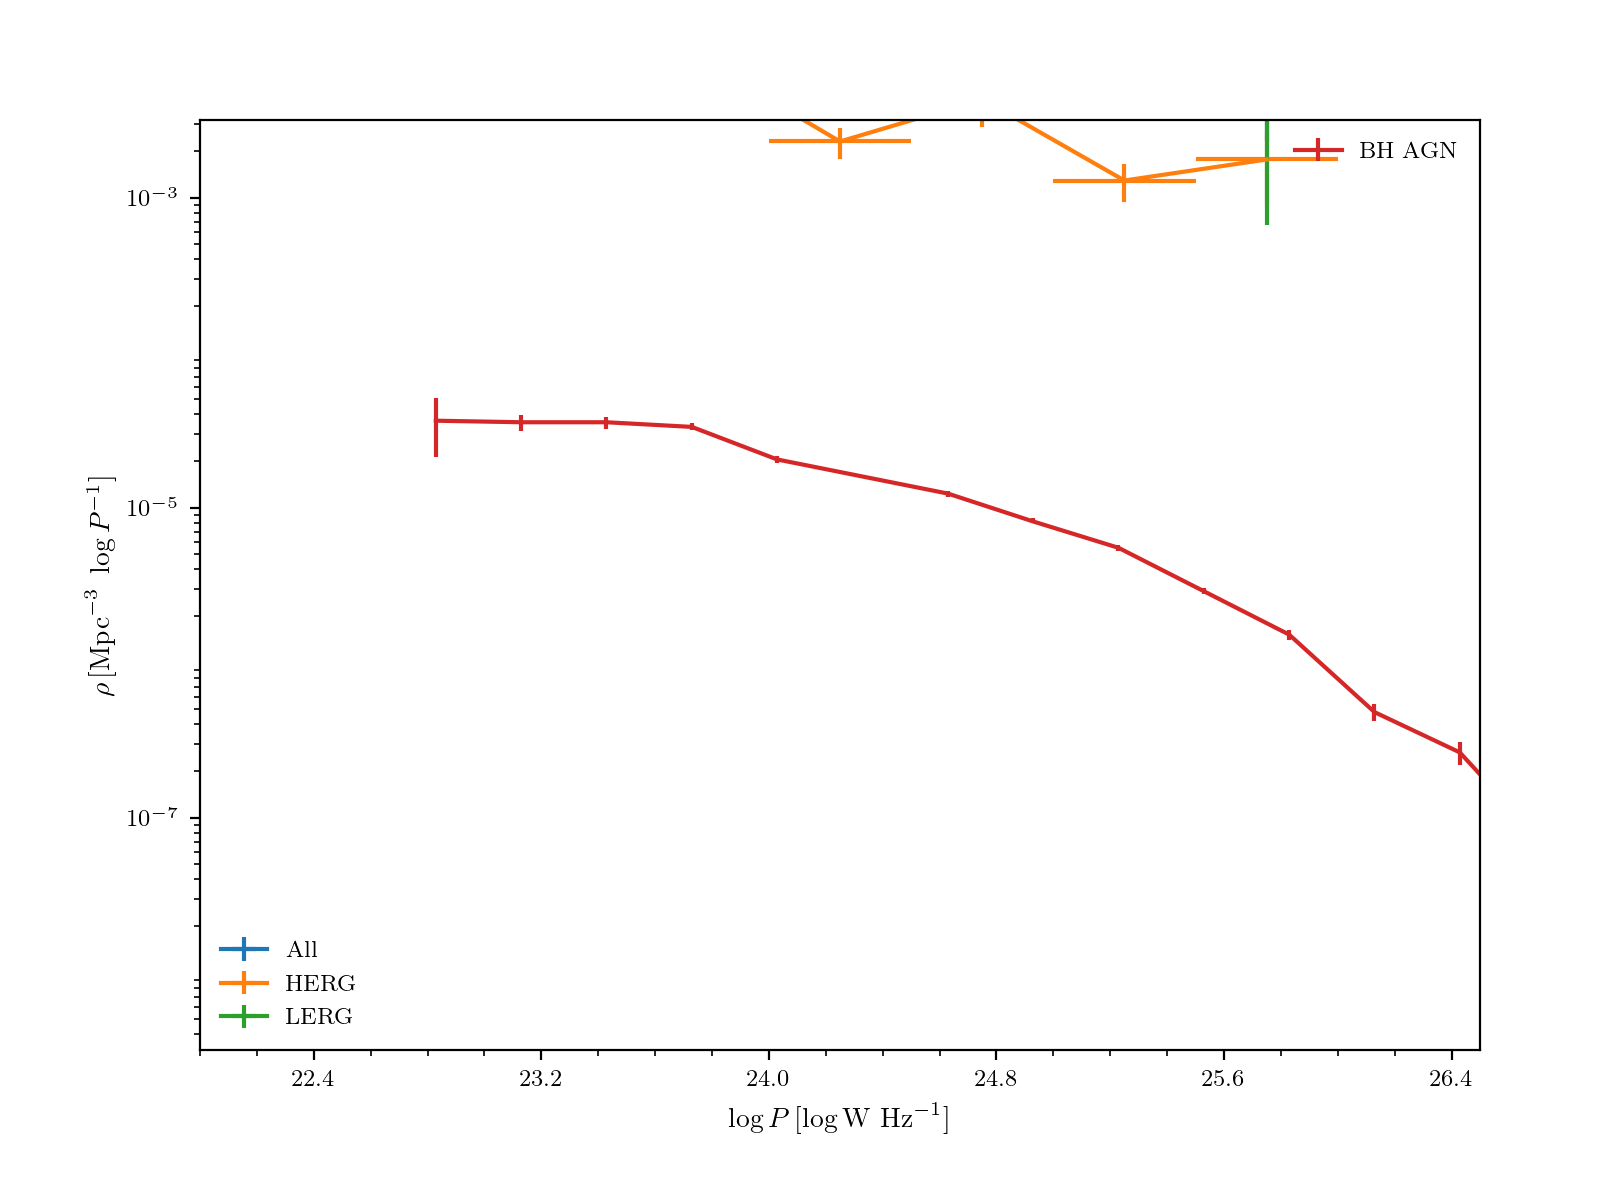 BH AGN
10⁻³
10⁻⁵
10⁻⁷
ρ [Mpc⁻³ log P⁻¹]
All
HERG
LERG
22.4 23.2 24.0 24.8 25.6 26.4
log P [log W Hz⁻¹]